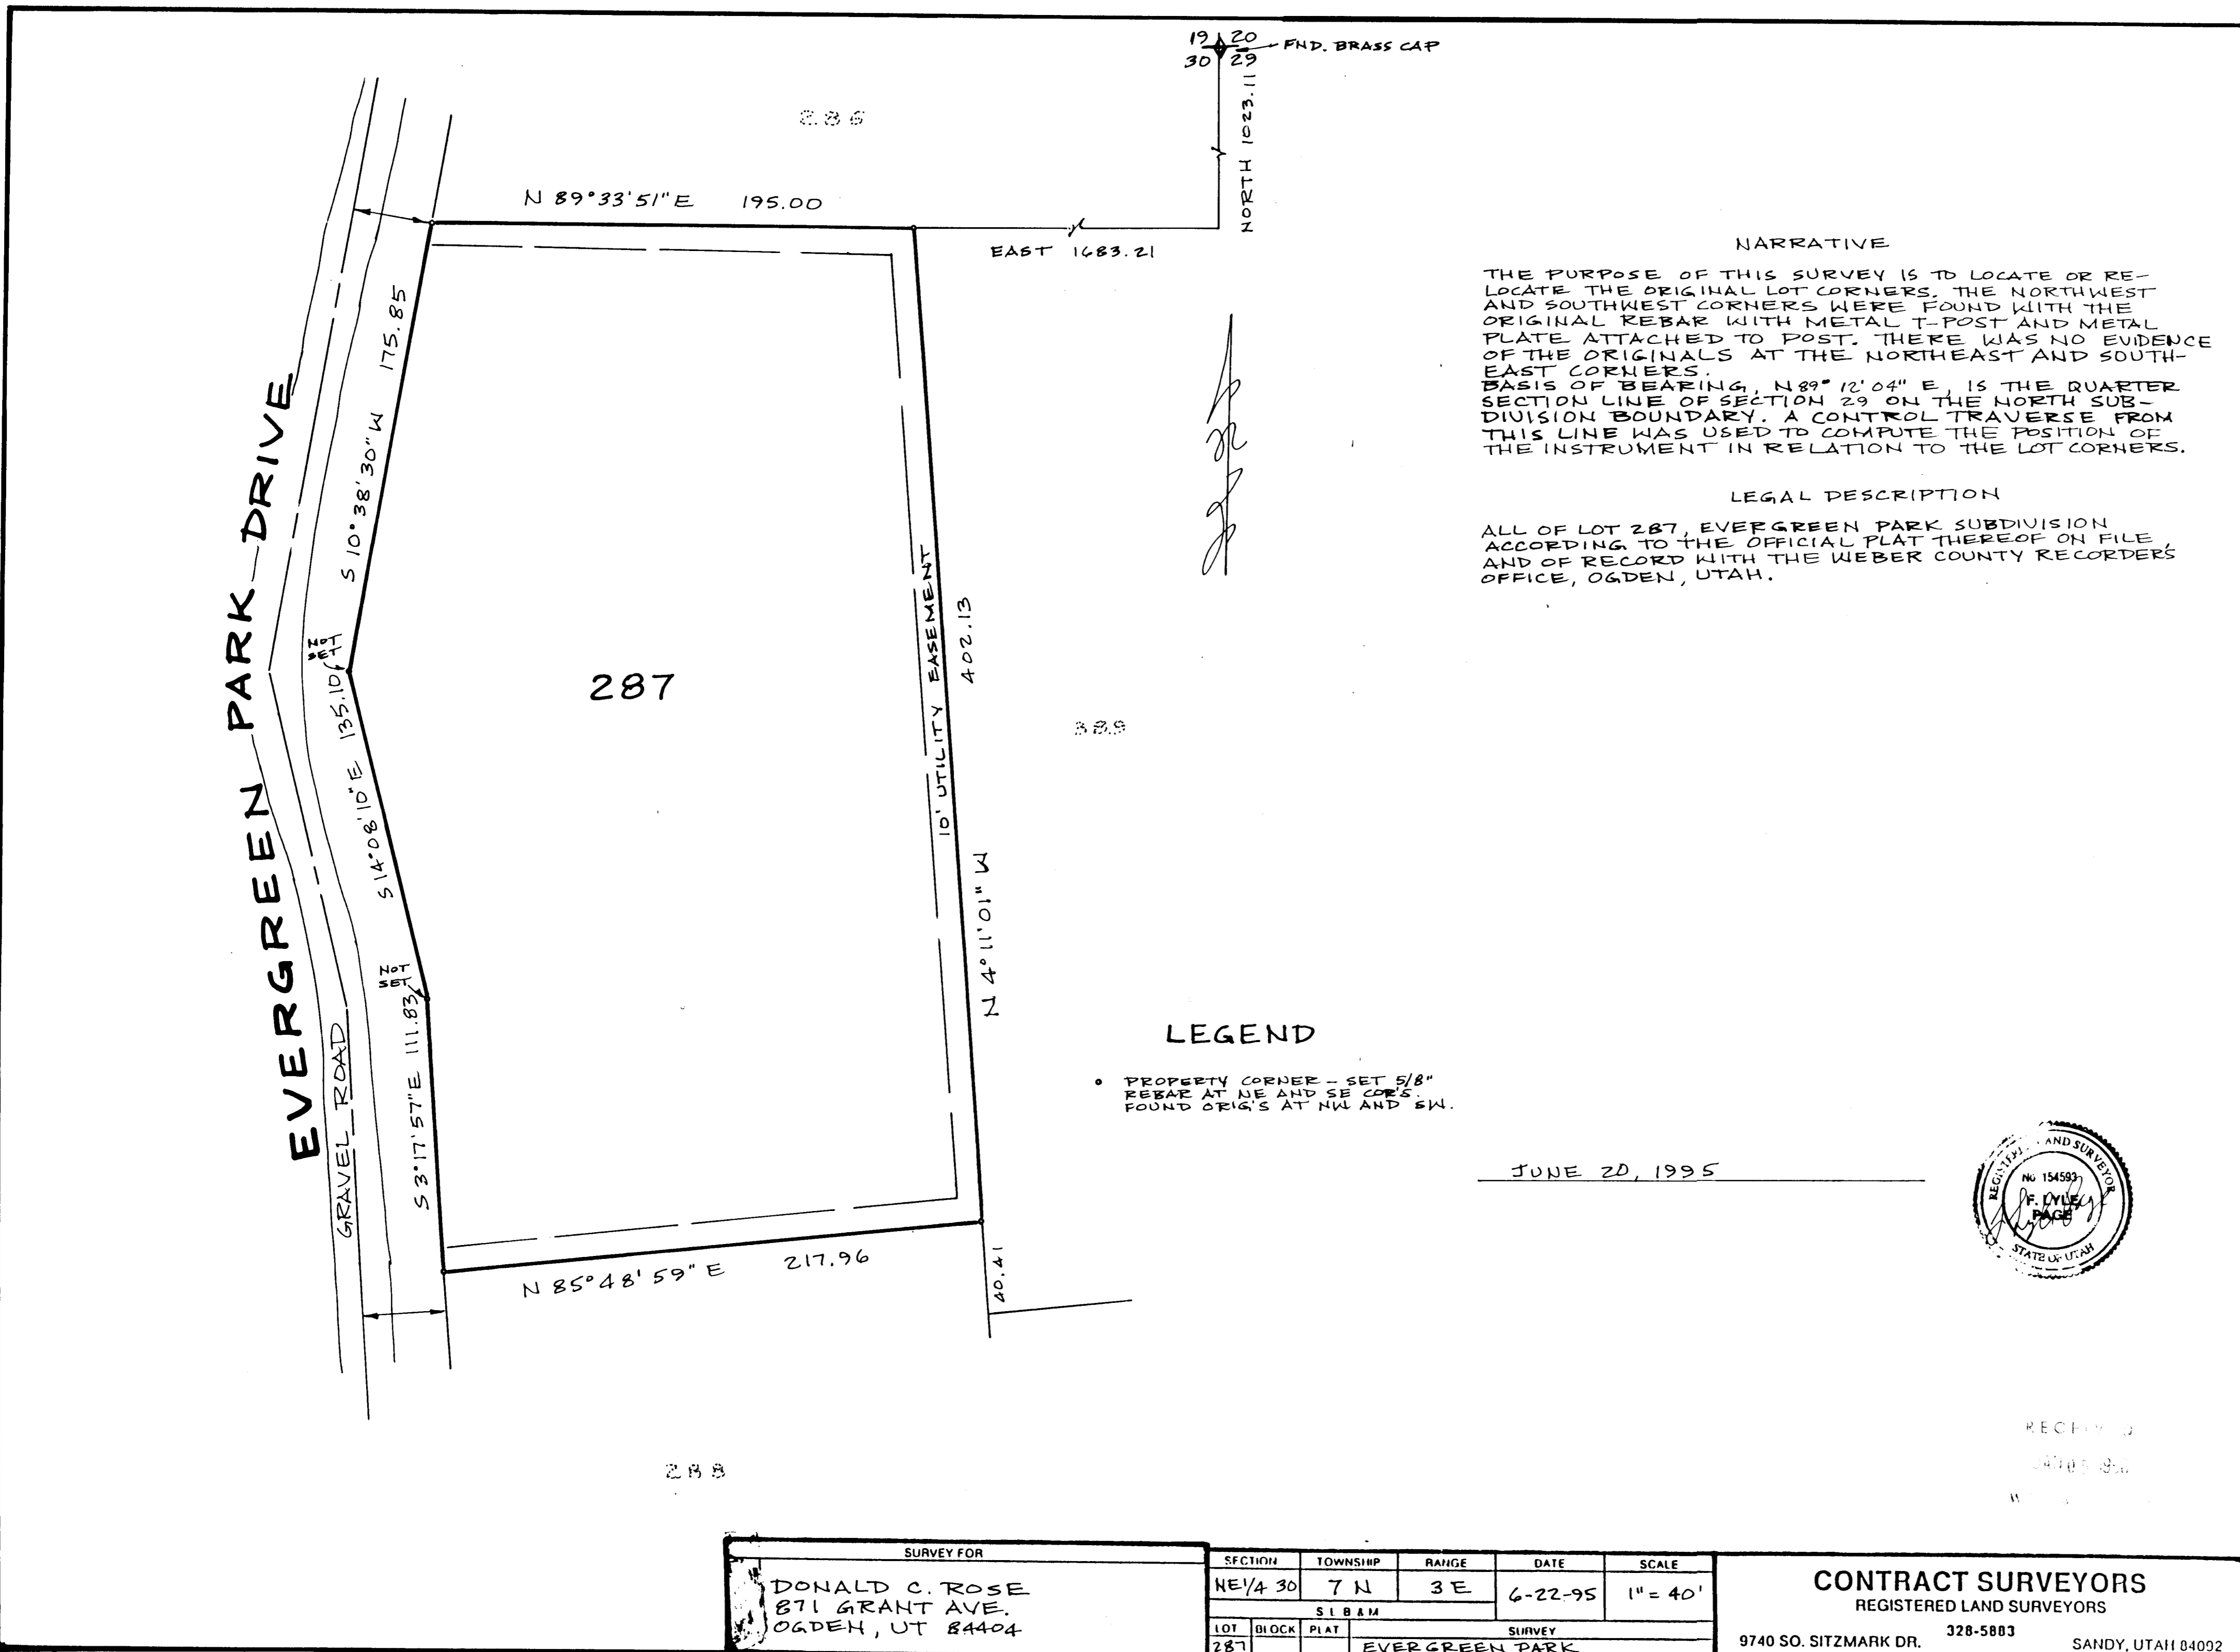 19 20
30 29
FND. BRASS CAP
NORTH 1023.11
286
N 89°33'51" E 195.00
EAST 1683.21
S 10°38'30" W 175.85
NOT
SET
135.10
S 14°08'10" E
NOT
SET
111.83
S 3°17'57" E
EVERGREEN PARK DRIVE
GRAVEL ROAD
287
10' UTILITY EASEMENT
402.13
N 4°11'01" W
389
N 85°48'59" E 217.96
40.41
288
NARRATIVE
THE PURPOSE OF THIS SURVEY IS TO LOCATE OR RE-
LOCATE THE ORIGINAL LOT CORNERS. THE NORTHWEST
AND SOUTHWEST CORNERS WERE FOUND WITH THE
ORIGINAL REBAR WITH METAL T-POST AND METAL
PLATE ATTACHED TO POST. THERE WAS NO EVIDENCE
OF THE ORIGINALS AT THE NORTHEAST AND SOUTH-
EAST CORNERS.
BASIS OF BEARING, N 89° 12' 04" E, IS THE QUARTER
SECTION LINE OF SECTION 29 ON THE NORTH SUB-
DIVISION BOUNDARY. A CONTROL TRAVERSE FROM
THIS LINE WAS USED TO COMPUTE THE POSITION OF
THE INSTRUMENT IN RELATION TO THE LOT CORNERS.
LEGAL DESCRIPTION
ALL OF LOT 287, EVERGREEN PARK SUBDIVISION
ACCORDING TO THE OFFICIAL PLAT THEREOF ON FILE,
AND OF RECORD WITH THE WEBER COUNTY RECORDERS
OFFICE, OGDEN, UTAH.
LEGEND
° PROPERTY CORNER - SET 5/8"
REBAR AT NE AND SE COR'S.
FOUND ORIG'S AT NW AND SW.
JUNE 20, 1995
REGISTERED LAND SURVEYOR
No 154593
F. LYLE
PAGE
STATE OF UTAH
SURVEY FOR
DONALD C. ROSE
871 GRANT AVE.
OGDEN, UT 84404
SECTION TOWNSHIP RANGE DATE SCALE
NE 1/4 30 7 N 3 E 6-22-95 1" = 40'
S L B & M
LOT BLOCK PLAT SURVEY
287 EVERGREEN PARK
CONTRACT SURVEYORS
REGISTERED LAND SURVEYORS
328-5883
9740 SO. SITZMARK DR. SANDY, UTAH 84092